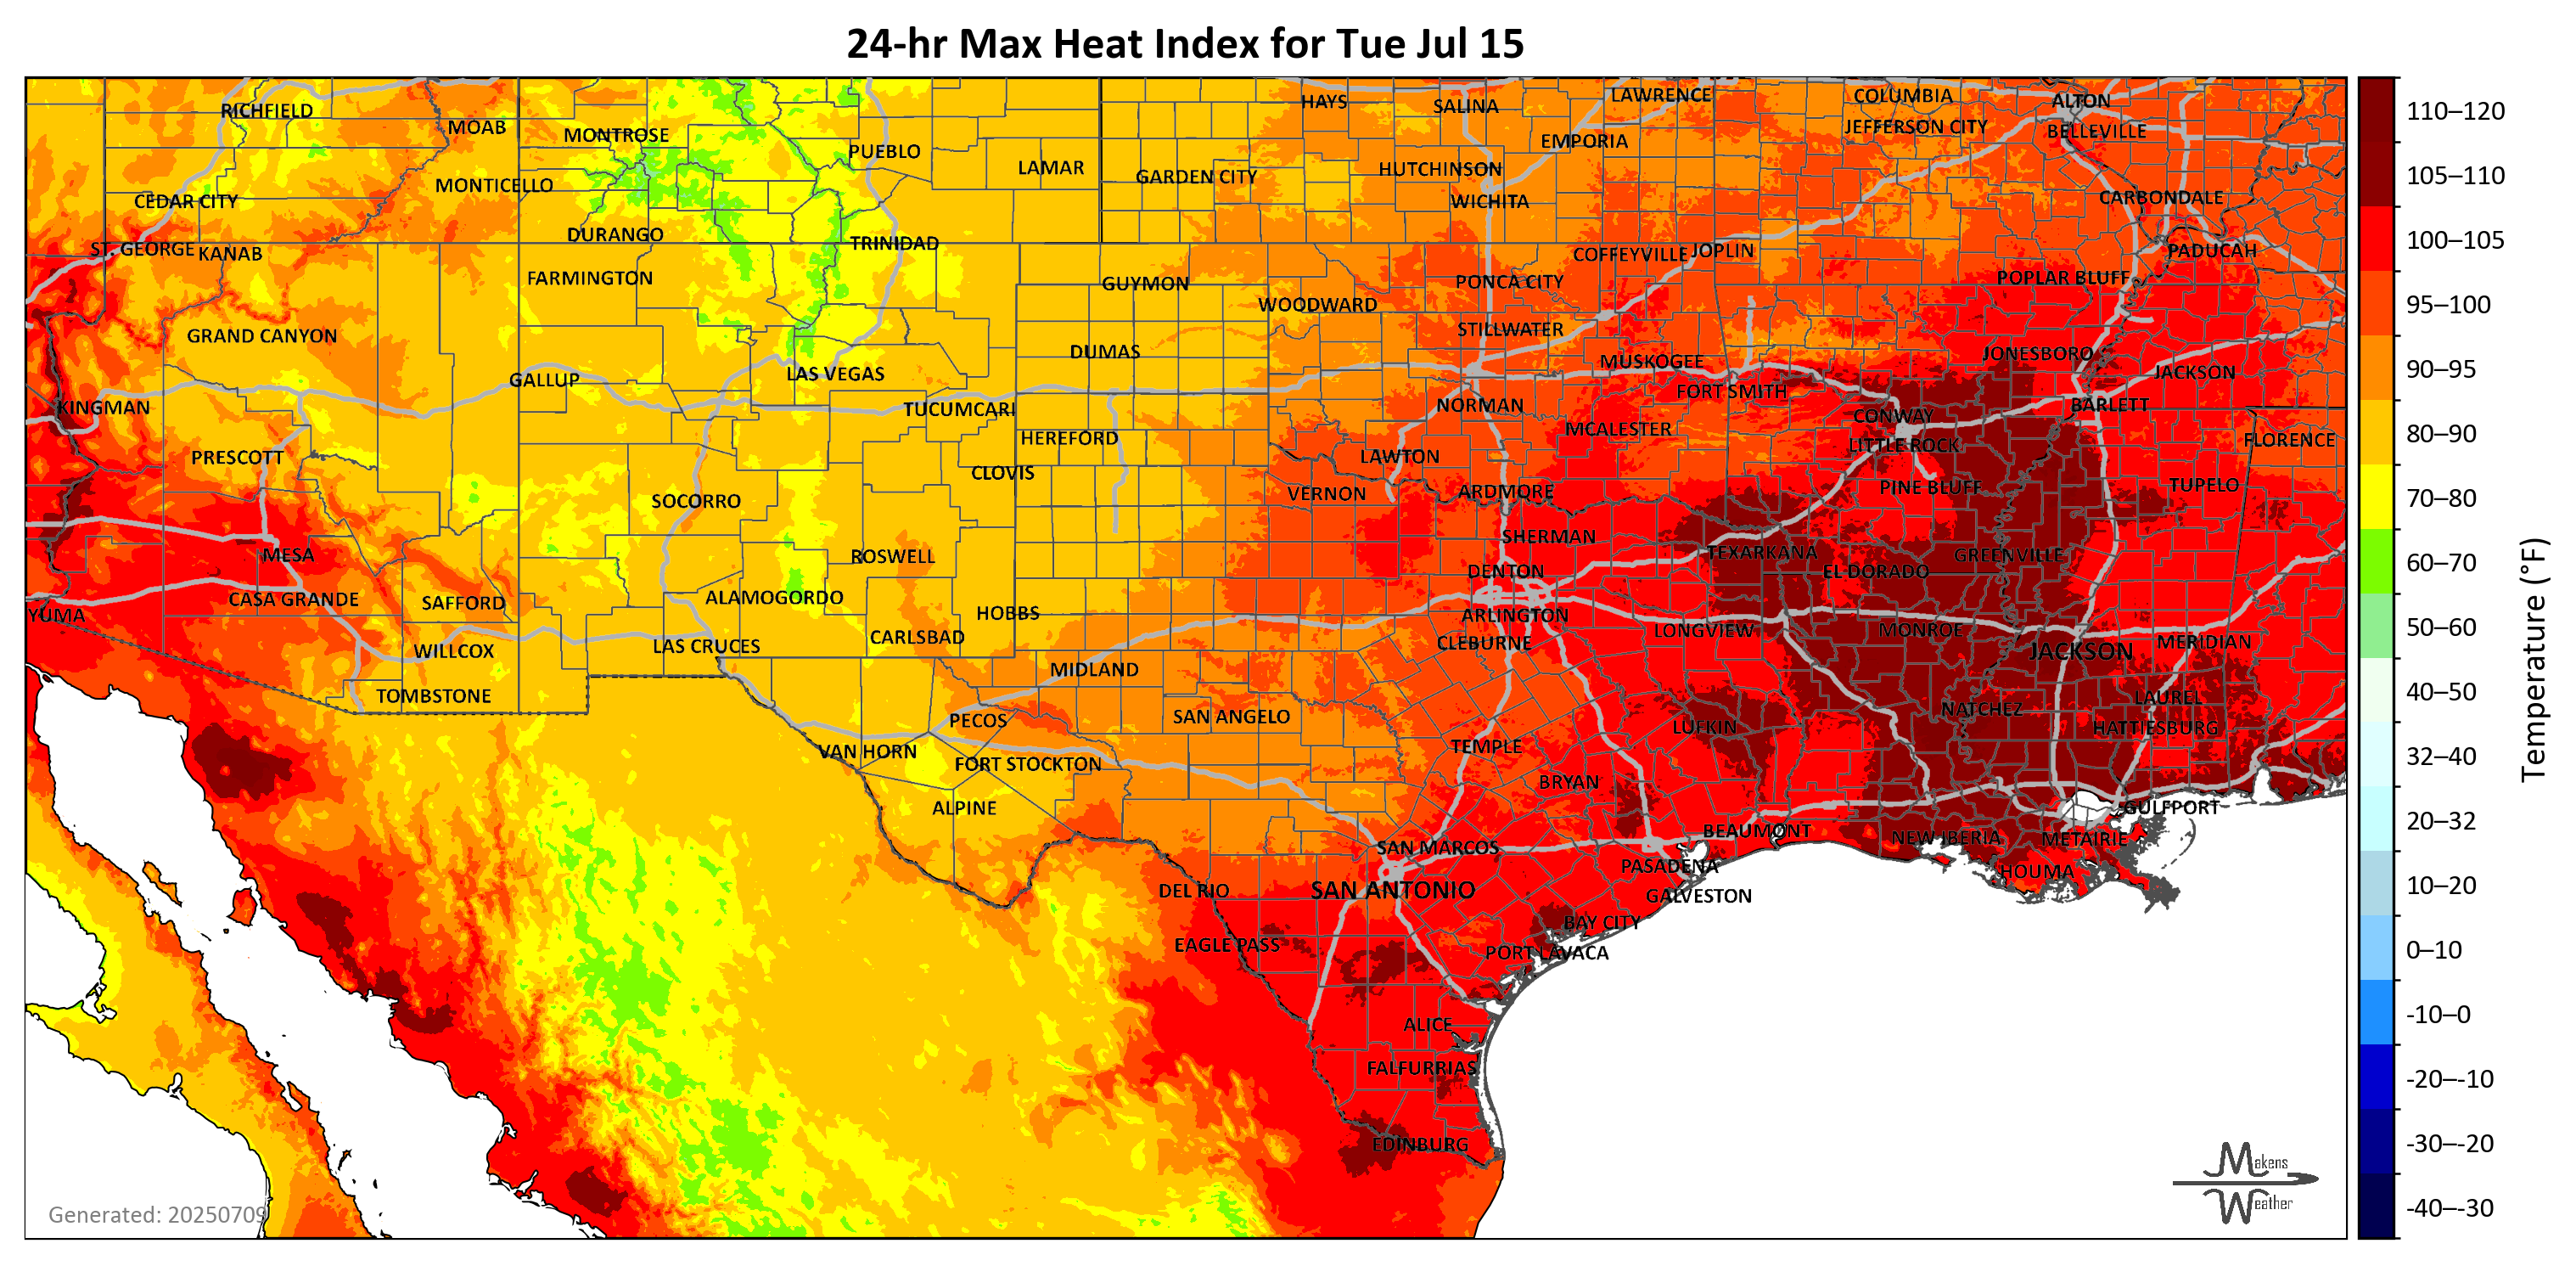 24-hr Max Heat Index for Tue Jul 15
RICHFIELD
MOAB
MONTROSE
PUEBLO
LAMAR
GARDEN CITY
HAYS
SALINA
LAWRENCE
EMPORIA
HUTCHINSON
WICHITA
COLUMBIA
JEFFERSON CITY
ALTON
BELLEVILLE
CARBONDALE
MONTICELLO
CEDAR CITY
DURANGO
TRINIDAD
ST. GEORGE
KANAB
FARMINGTON
GUYMON
WOODWARD
PONCA CITY
COFFEYVILLE
JOPLIN
POPLAR BLUFF
PADUCAH
GRAND CANYON
DUMAS
STILLWATER
MUSKOGEE
JONESBORO
JACKSON
GALLUP
LAS VEGAS
FORT SMITH
KINGMAN
TUCUMCARI
NORMAN
CONWAY
BARLETT
HEREFORD
MCALESTER
LITTLE ROCK
FLORENCE
PRESCOTT
CLOVIS
LAWTON
SOCORRO
VERNON
ARDMORE
PINE BLUFF
TUPELO
MESA
ROSWELL
SHERMAN
TEXARKANA
GREENVILLE
DENTON
EL DORADO
CASA GRANDE
SAFFORD
ALAMOGORDO
HOBBS
ARLINGTON
YUMA
CARLSBAD
CLEBURNE
LONGVIEW
MONROE
JACKSON
MERIDIAN
WILLCOX
LAS CRUCES
MIDLAND
TOMBSTONE
PECOS
SAN ANGELO
LUFKIN
NATCHEZ
LAUREL
HATTIESBURG
VAN HORN
FORT STOCKTON
TEMPLE
BRYAN
ALPINE
GULFPORT
SAN MARCOS
BEAUMONT
NEW IBERIA
METAIRIE
PASADENA
HOUMA
DEL RIO
SAN ANTONIO
GALVESTON
EAGLE PASS
BAY CITY
PORT LAVACA
ALICE
FALFURRIAS
EDINBURG
Generated: 20250709
Makens
Weather
110–120
105–110
100–105
95–100
90–95
80–90
70–80
60–70
50–60
40–50
32–40
20–32
10–20
0–10
-10–0
-20–-10
-30–-20
-40–-30
Temperature (°F)